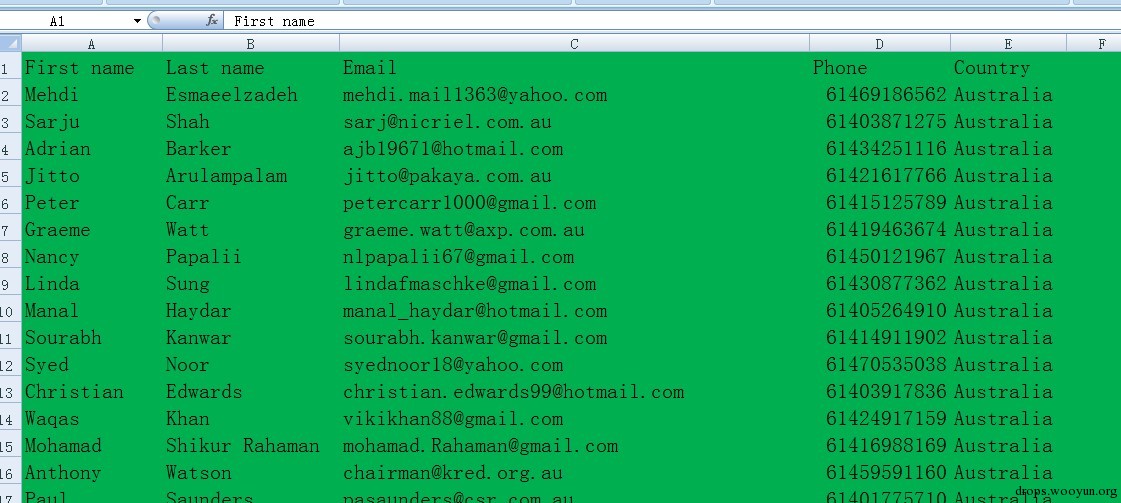 A1 fx First name
A B C D E F
1 First name Last name Email Phone Country
2 Mehdi Esmaeelzadeh mehdi.mail1363@yahoo.com 61469186562 Australia
3 Sarju Shah sarj@nicriel.com.au 61403871275 Australia
4 Adrian Barker ajb19671@hotmail.com 61434251116 Australia
5 Jitto Arulampalam jitto@pakaya.com.au 61421617766 Australia
6 Peter Carr petercarr1000@gmail.com 61415125789 Australia
7 Graeme Watt graeme.watt@axp.com.au 61419463674 Australia
8 Nancy Papalii nlpapalii67@gmail.com 61450121967 Australia
9 Linda Sung lindafmaschke@gmail.com 61430877362 Australia
10 Manal Haydar manal_haydar@hotmail.com 61405264910 Australia
11 Sourabh Kanwar sourabh.kanwar@gmail.com 61414911902 Australia
12 Syed Noor syednoor18@yahoo.com 61470535038 Australia
13 Christian Edwards christian.edwards99@hotmail.com 61403917836 Australia
14 Waqas Khan vikikhan88@gmail.com 61424917159 Australia
15 Mohamad Shikur Rahaman mohamad.Rahaman@gmail.com 61416988169 Australia
16 Anthony Watson chairman@kred.org.au 61459591160 Australia
17 Paul Saunders pasaunders@csr.com.au 61401775710 Australia
drops.wooyun.org